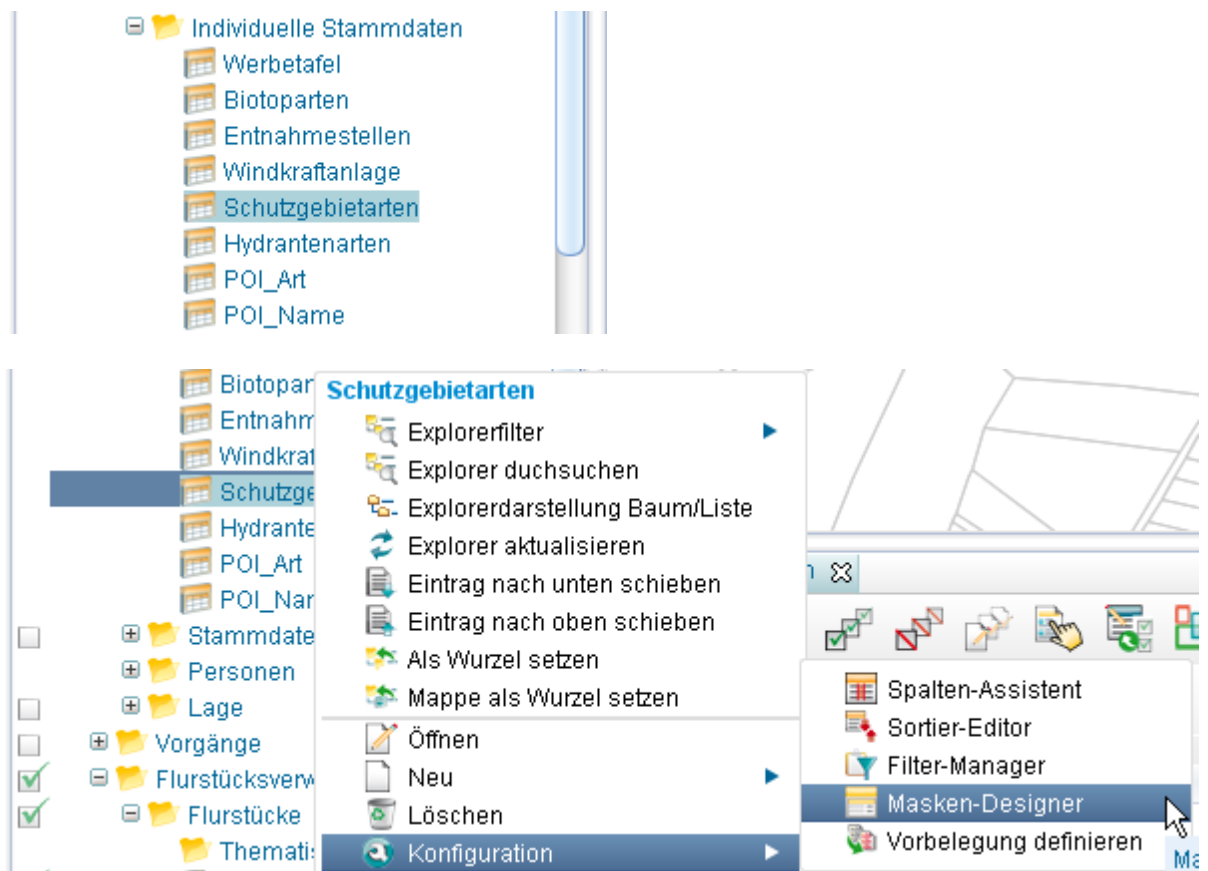 Individuelle Stammdaten
Werbetafel
Biotoparten
Entnahmestellen
Windkraftanlage
Schutzgebietarten
Hydrantenarten
POI_Art
POI_Name
Biotopar
Entnahm
Windkraf
Schutzge
Hydrante
POI_Art
POI_Nar
Stammdate
Personen
Lage
Vorgänge
Flurstücksverw
Flurstücke
Themati
Schutzgebietarten
Explorerfilter
Explorer duchsuchen
Explorerdarstellung Baum/Liste
Explorer aktualisieren
Eintrag nach unten schieben
Eintrag nach oben schieben
Als Wurzel setzen
Mappe als Wurzel setzen
Öffnen
Neu
Löschen
Konfiguration
Spalten-Assistent
Sortier-Editor
Filter-Manager
Masken-Designer
Vorbelegung definieren
Ma